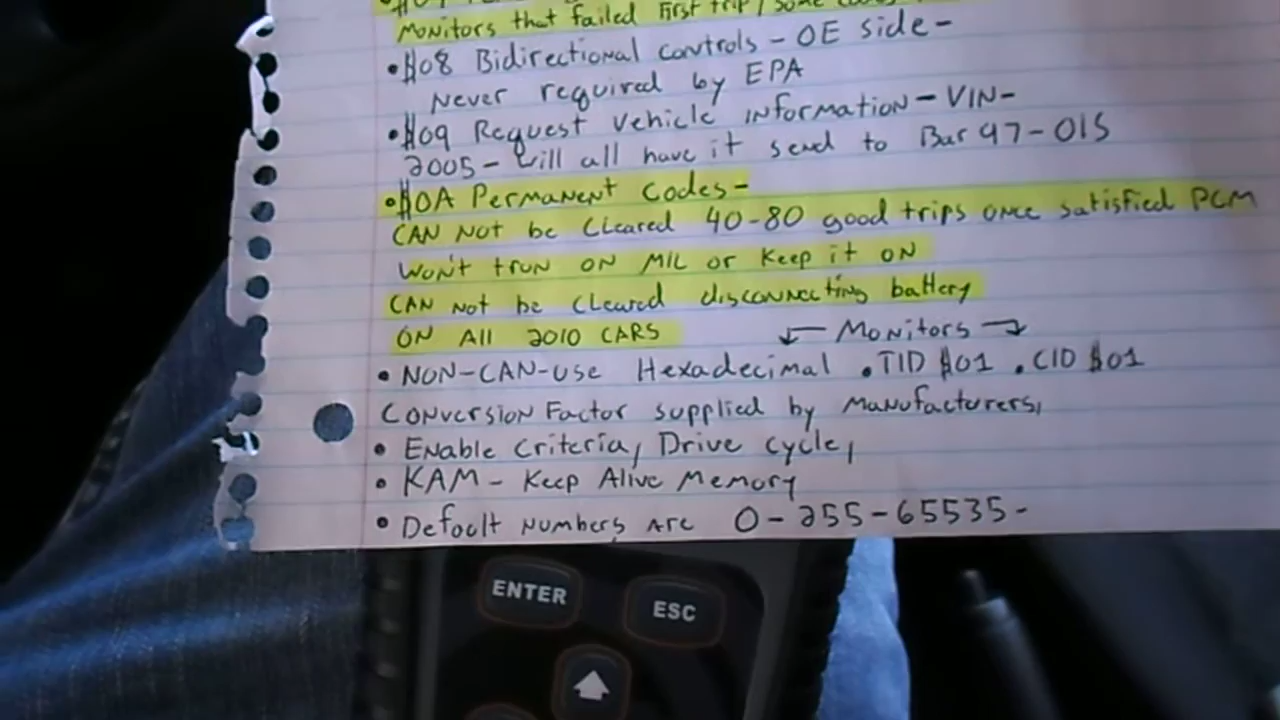 Monitors that failed First trip/ some
• $08 Bidirectional controls - OE side -
Never required by EPA
• $09 Request Vehicle information - VIN -
2005 - will all have it send to Bar 97 - OIS
• $0A Permanent Codes -
CAN Not be Cleared 40-80 good trips once satisfied PCM
Won't trun ON MIL or Keep it ON
CAN Not be Cleared disconnecting battery
ON All 2010 CARS ← Monitors →
• NON-CAN-Use Hexadecimal . TID $01 . CID $01
Conversion Factor supplied by Manufacturers,
• Enable Criteria, Drive Cycle,
• KAM - Keep Alive Memory
• Defoult Numbers Are 0-255-65535-
ENTER ESC